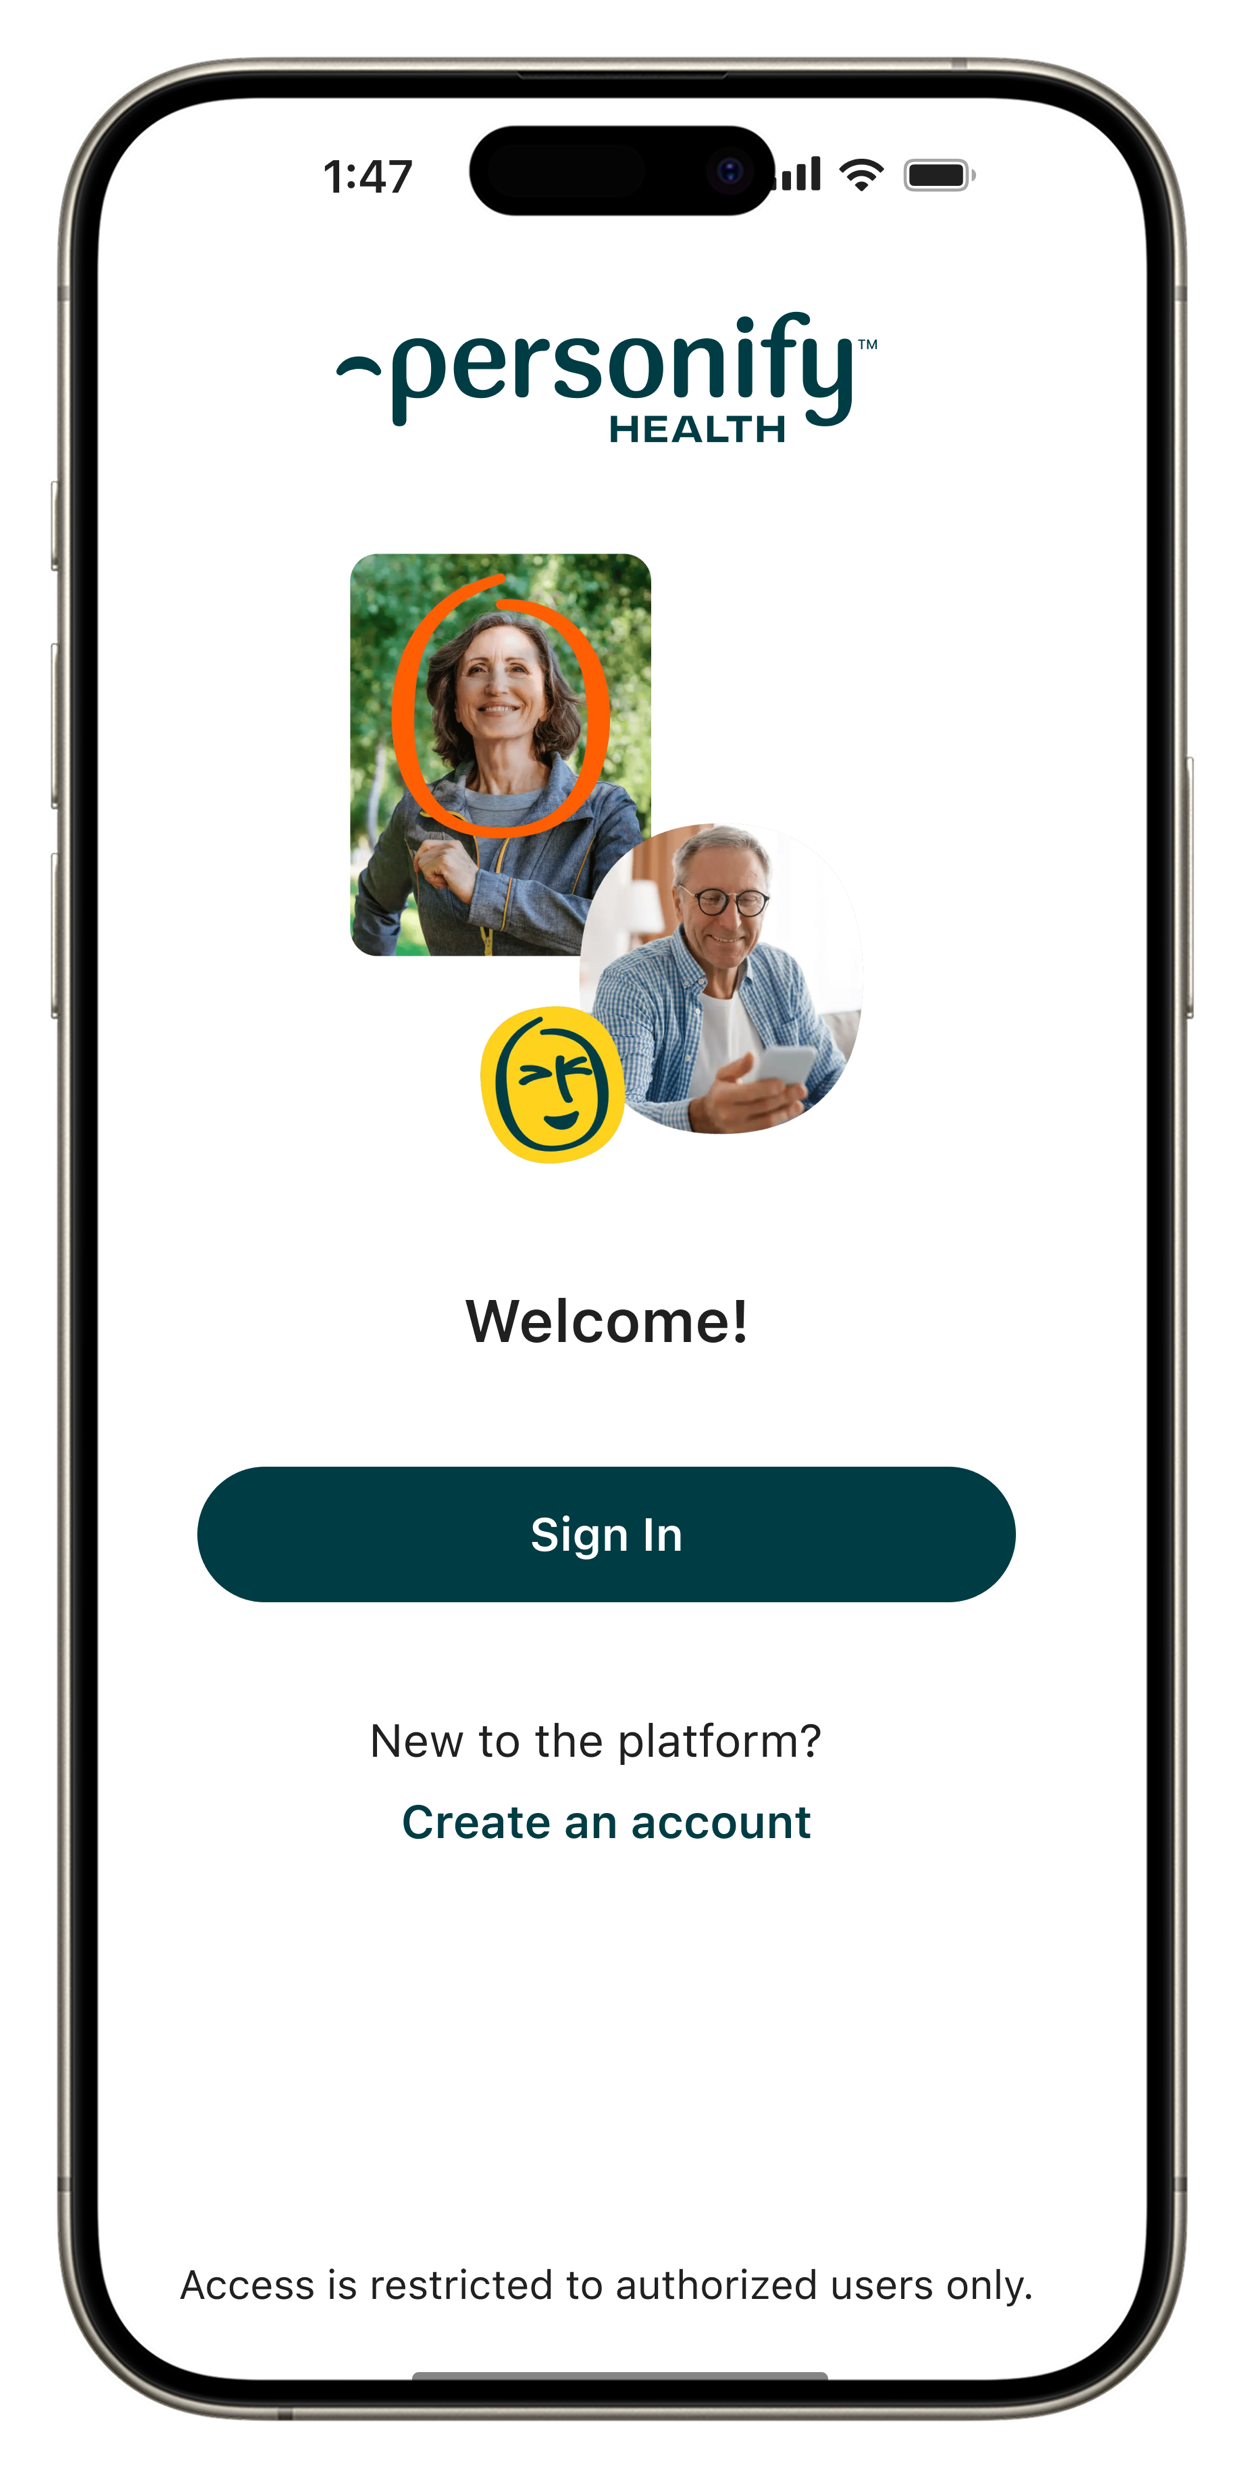 1:47
personify™
HEALTH
Welcome!
Sign In
New to the platform?
Create an account
Access is restricted to authorized users only.